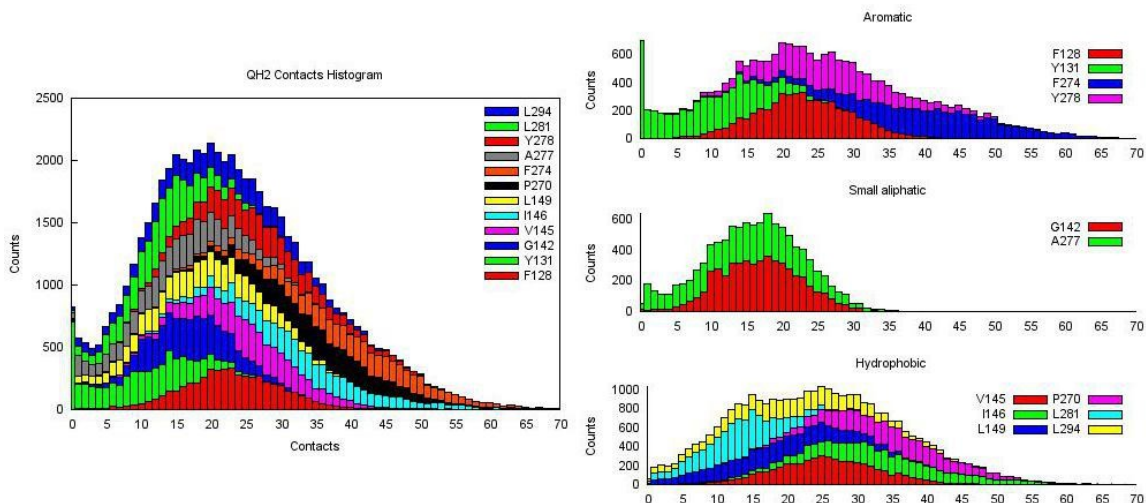 QH2 Contacts Histogram
2500
2000
1500
1000
500
0
Counts
L294
L281
Y278
A277
F274
P270
L149
I146
V145
G142
Y131
F128
0 5 10 15 20 25 30 35 40 45 50 55 60 65 70
Contacts
Aromatic
600
400
200
0
Counts
F128
Y131
F274
Y278
0 5 10 15 20 25 30 35 40 45 50 55 60 65 70
Small aliphatic
600
400
200
0
Counts
G142
A277
0 5 10 15 20 25 30 35 40 45 50 55 60 65 70
Hydrophobic
1000
800
600
400
200
0
Counts
V145 P270
I146 L281
L149 L294
0 5 10 15 20 25 30 35 40 45 50 55 60 65 70